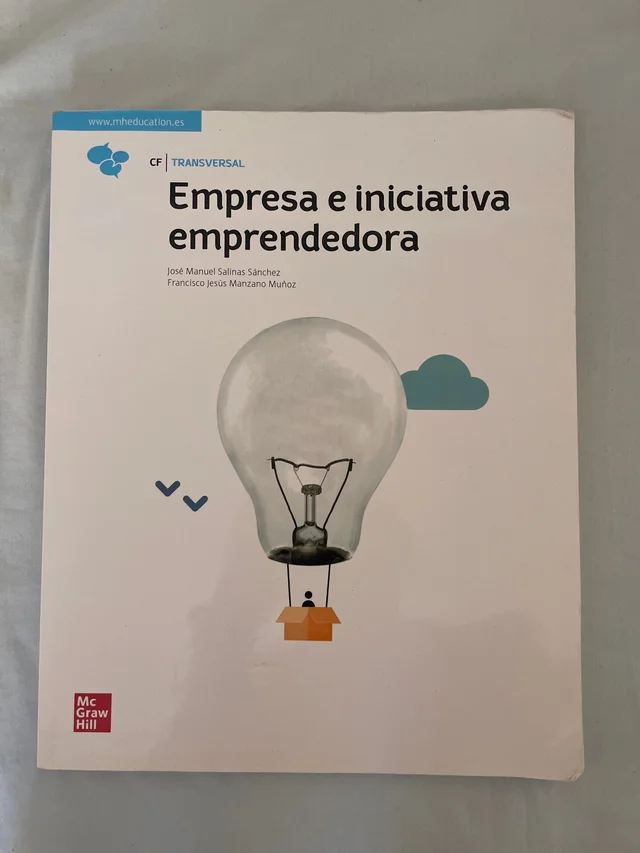 www.mheducation.es
CF | TRANSVERSAL
Empresa e iniciativa
emprendedora
José Manuel Salinas Sánchez
Francisco Jesús Manzano Muñoz
Mc
Graw
Hill